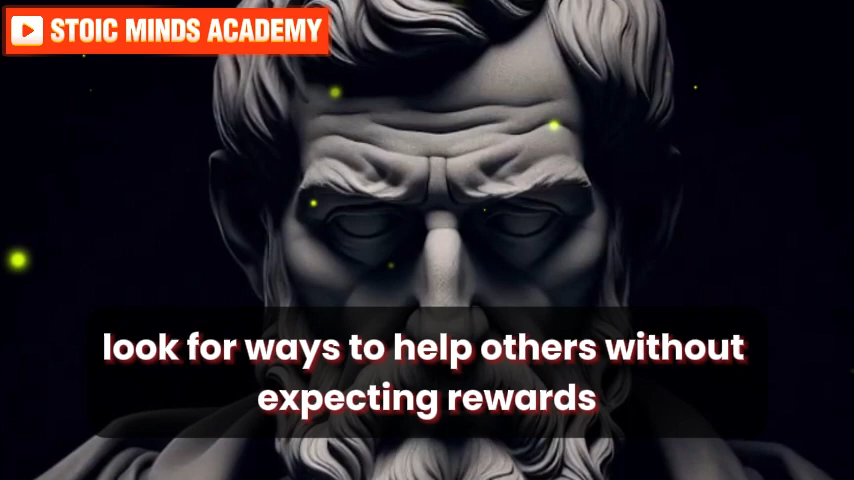 STOIC MINDS ACADEMY
look for ways to help others without
expecting rewards